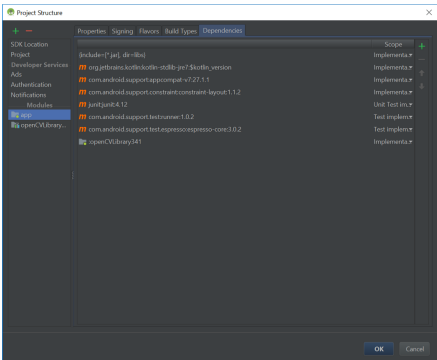 Project Structure
Properties Signing Flavors Build Types Dependencies
SDK Location
Project
Developer Services
Ads
Authentication
Notifications
Modules
app
openCVLibrary...
Scope
{include=[*.jar], dir=libs} Implementa
org.jetbrains.kotlin:kotlin-stdlib-jre7:$kotlin_version Implementa
com.android.support:appcompat-v7:27.1.1 Implementa
com.android.support.constraint:constraint-layout:1.1.2 Implementa
junit:junit:4.12 Unit Test im
com.android.support.test:runner:1.0.2 Test implem
com.android.support.test.espresso:espresso-core:3.0.2 Test implem
:openCVLibrary341 Implementa
OK Cancel